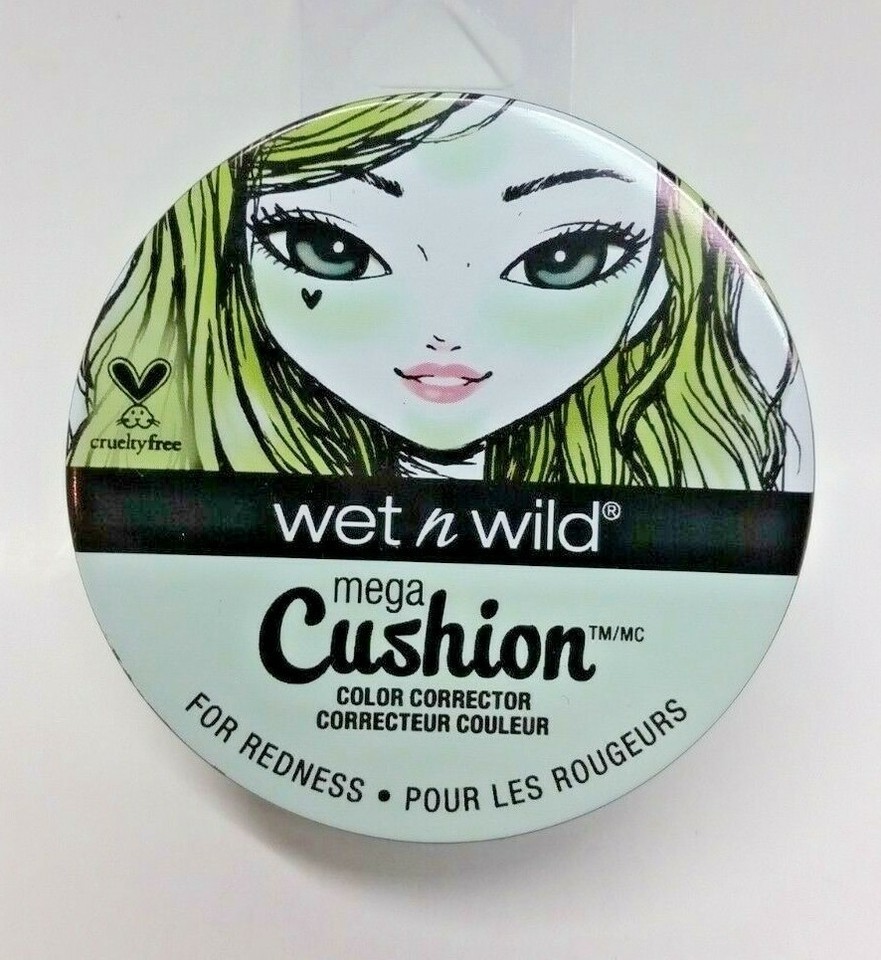 crueltyfree
wet n wild®
mega
Cushion™/MC
COLOR CORRECTOR
CORRECTEUR COULEUR
FOR REDNESS • POUR LES ROUGEURS